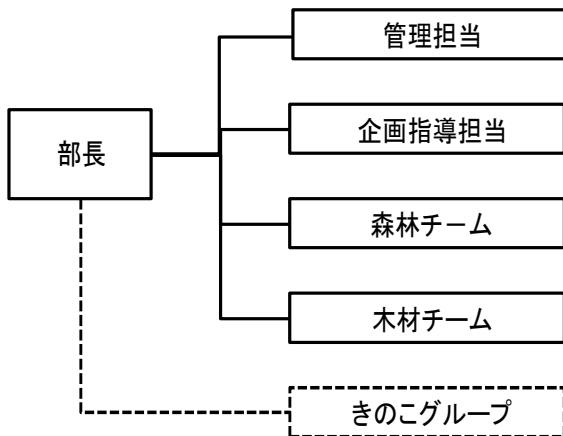 管理担当
企画指導担当
部長
森林チーム
木材チーム
きのこグループ